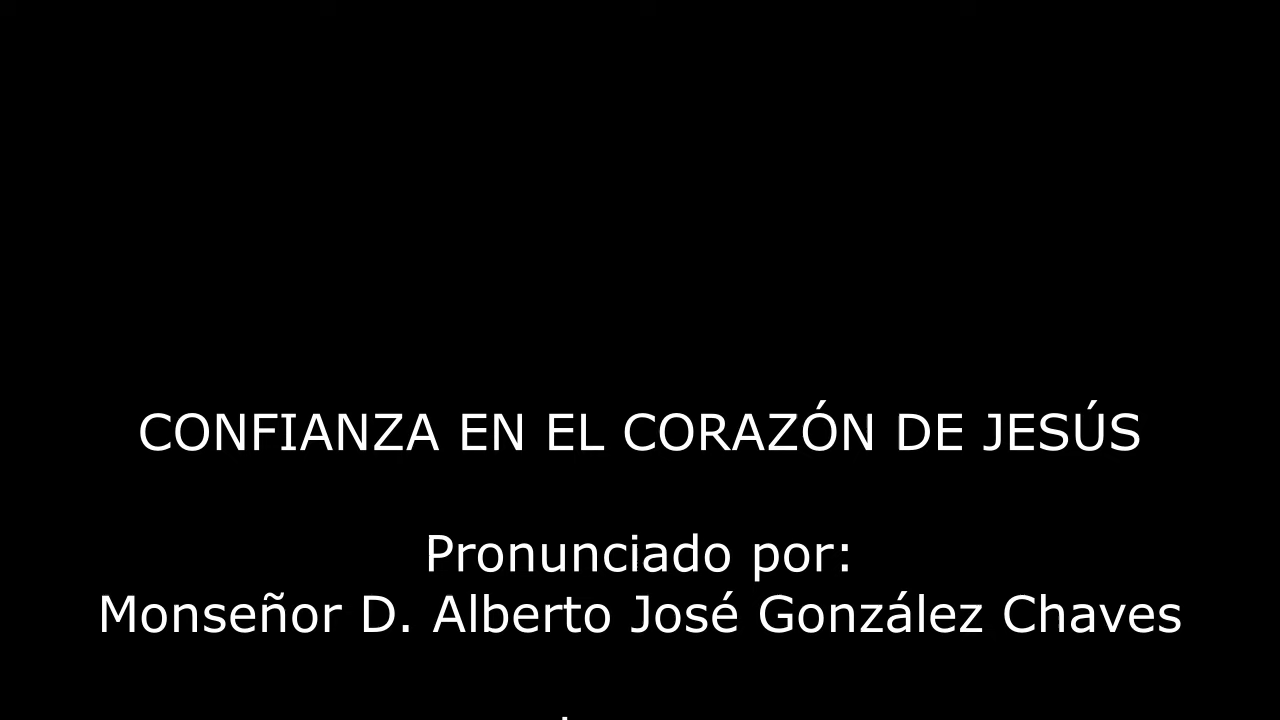 CONFIANZA EN EL CORAZÓN DE JESÚS
Pronunciado por:
Monseñor D. Alberto José González Chaves